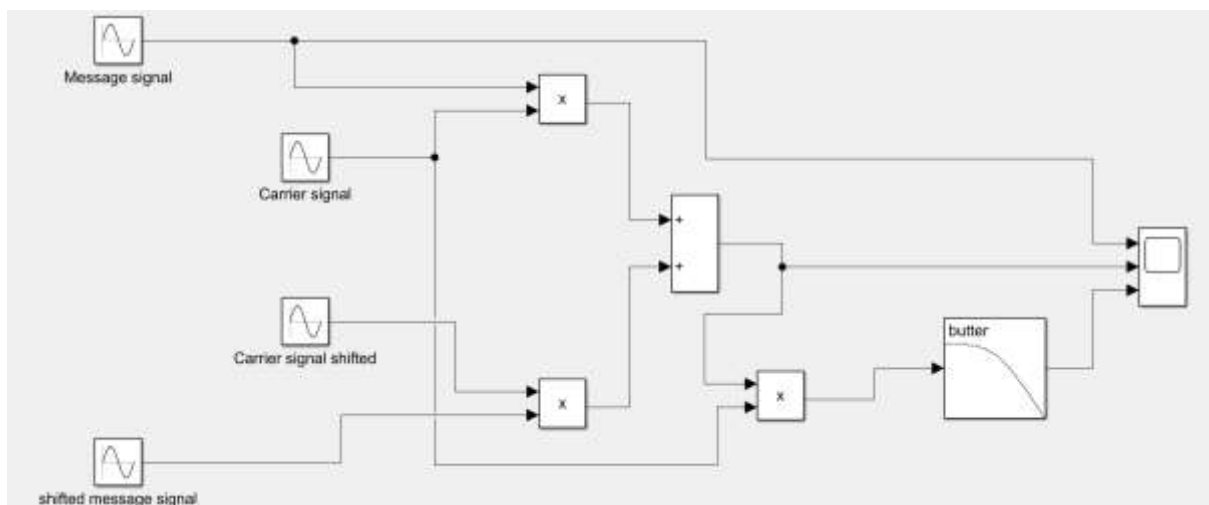 Message signal
x
Carrier signal
+
+
Carrier signal shifted
butter
x
x
shifted message signal